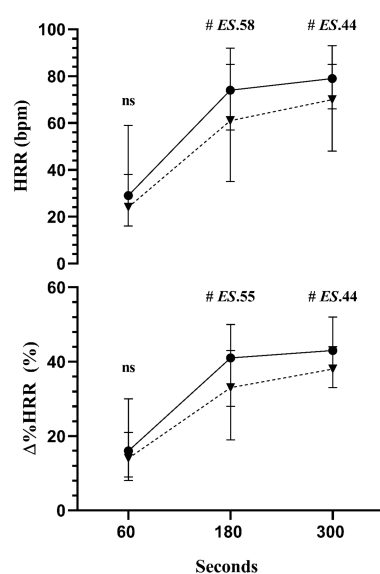 # ES.58 # ES.44
100
80
ns
60
40
20
0
HRR (bpm)
# ES.55 # ES.44
60
40
ns
20
0
Δ%HRR (%)
60 180 300
Seconds